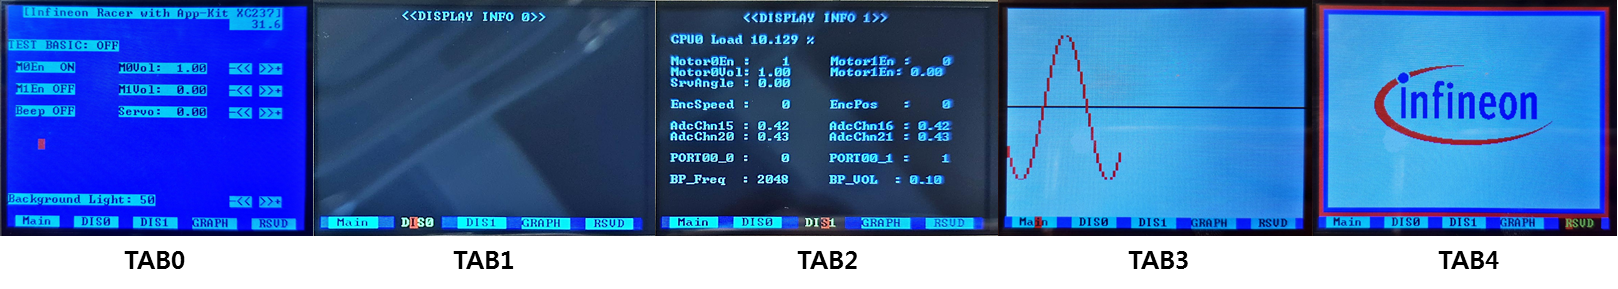 [Infineon Racer with App-Kit XC237]
31.6
TEST BASIC: OFF
M0En ON M0Vol: 1.00 -<< >>+
M1En OFF M1Vol: 0.00 -<< >>+
Beep OFF Servo: 0.00 -<< >>+
Background Light: 50 -<< >>+
Main DIS0 DIS1 GRAPH RSVD
TAB0
<<DISPLAY INFO 0>>
Main DIS0 DIS1 GRAPH RSVD
TAB1
<<DISPLAY INFO 1>>
CPU0 Load 10.129 %
Motor0En : 1 Motor1En : 0
Motor0Vol: 1.00 Motor1En: 0.00
SrvAngle : 0.00
EncSpeed : 0 EncPos : 0
AdcChn15 : 0.42 AdcChn16 : 0.42
AdcChn20 : 0.43 AdcChn21 : 0.43
PORT00_0 : 0 PORT00_1 : 1
BP_Freq : 2048 BP_VOL : 0.10
Main DIS0 DIS1 GRAPH RSVD
TAB2
Main DIS0 DIS1 GRAPH RSVD
TAB3
infineon
Main DIS0 DIS1 GRAPH RSVD
TAB4